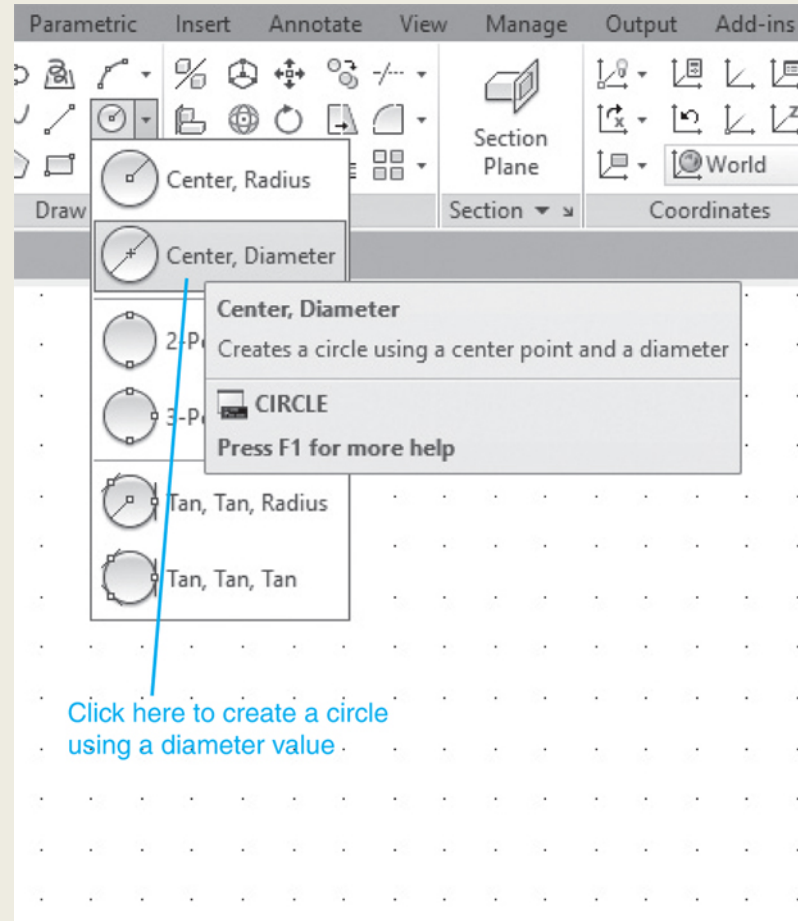 Parametric Insert Annotate View Manage Output Add-ins
Section
Plane
World
Draw
Section
Coordinates
Center, Radius
Center, Diameter
Center, Diameter
Creates a circle using a center point and a diameter
CIRCLE
Press F1 for more help
2-P
3-P
Tan, Tan, Radius
Tan, Tan, Tan
Click here to create a circle
using a diameter value